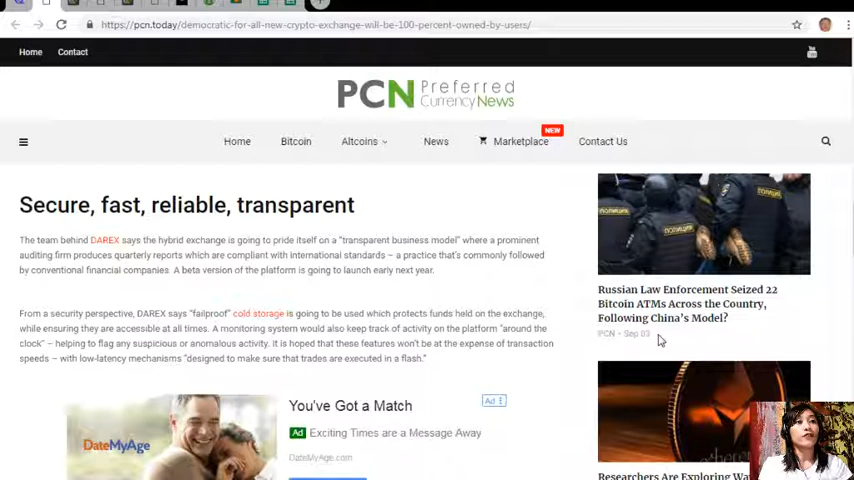 https://pcn.today/democratic-for-all-new-crypto-exchange-will-be-100-percent-owned-by-users/
Home Contact
PCN Preferred
Currency News
NEW
Home Bitcoin Altcoins News Marketplace Contact Us
Secure, fast, reliable, transparent
The team behind DAREX says the hybrid exchange is going to pride itself on a "transparent business model" where a prominent
auditing firm produces quarterly reports which are compliant with international standards – a practice that's commonly followed
by conventional financial companies A beta version of the platform is going to launch early next year.
From a security perspective, DAREX says "failproof" cold storage is going to be used which protects funds held on the exchange,
while ensuring they are accessible at all times. A monitoring system would also keep track of activity on the platform "around the
clock" – helping to flag any suspicious or anomalous activity. It is hoped that these features won't be at the expense of transaction
speeds – with low-latency mechanisms "designed to make sure that trades are executed in a flash."
DateMyAge
You've Got a Match
Ad
Ad Exciting Times are a Message Away
DateMyAge.com
ПОЛИЦИЯ
Russian Law Enforcement Seized 22
Bitcoin ATMs Across the Country,
Following China's Model?
PCN - Sep 03
Researchers Are Exploring